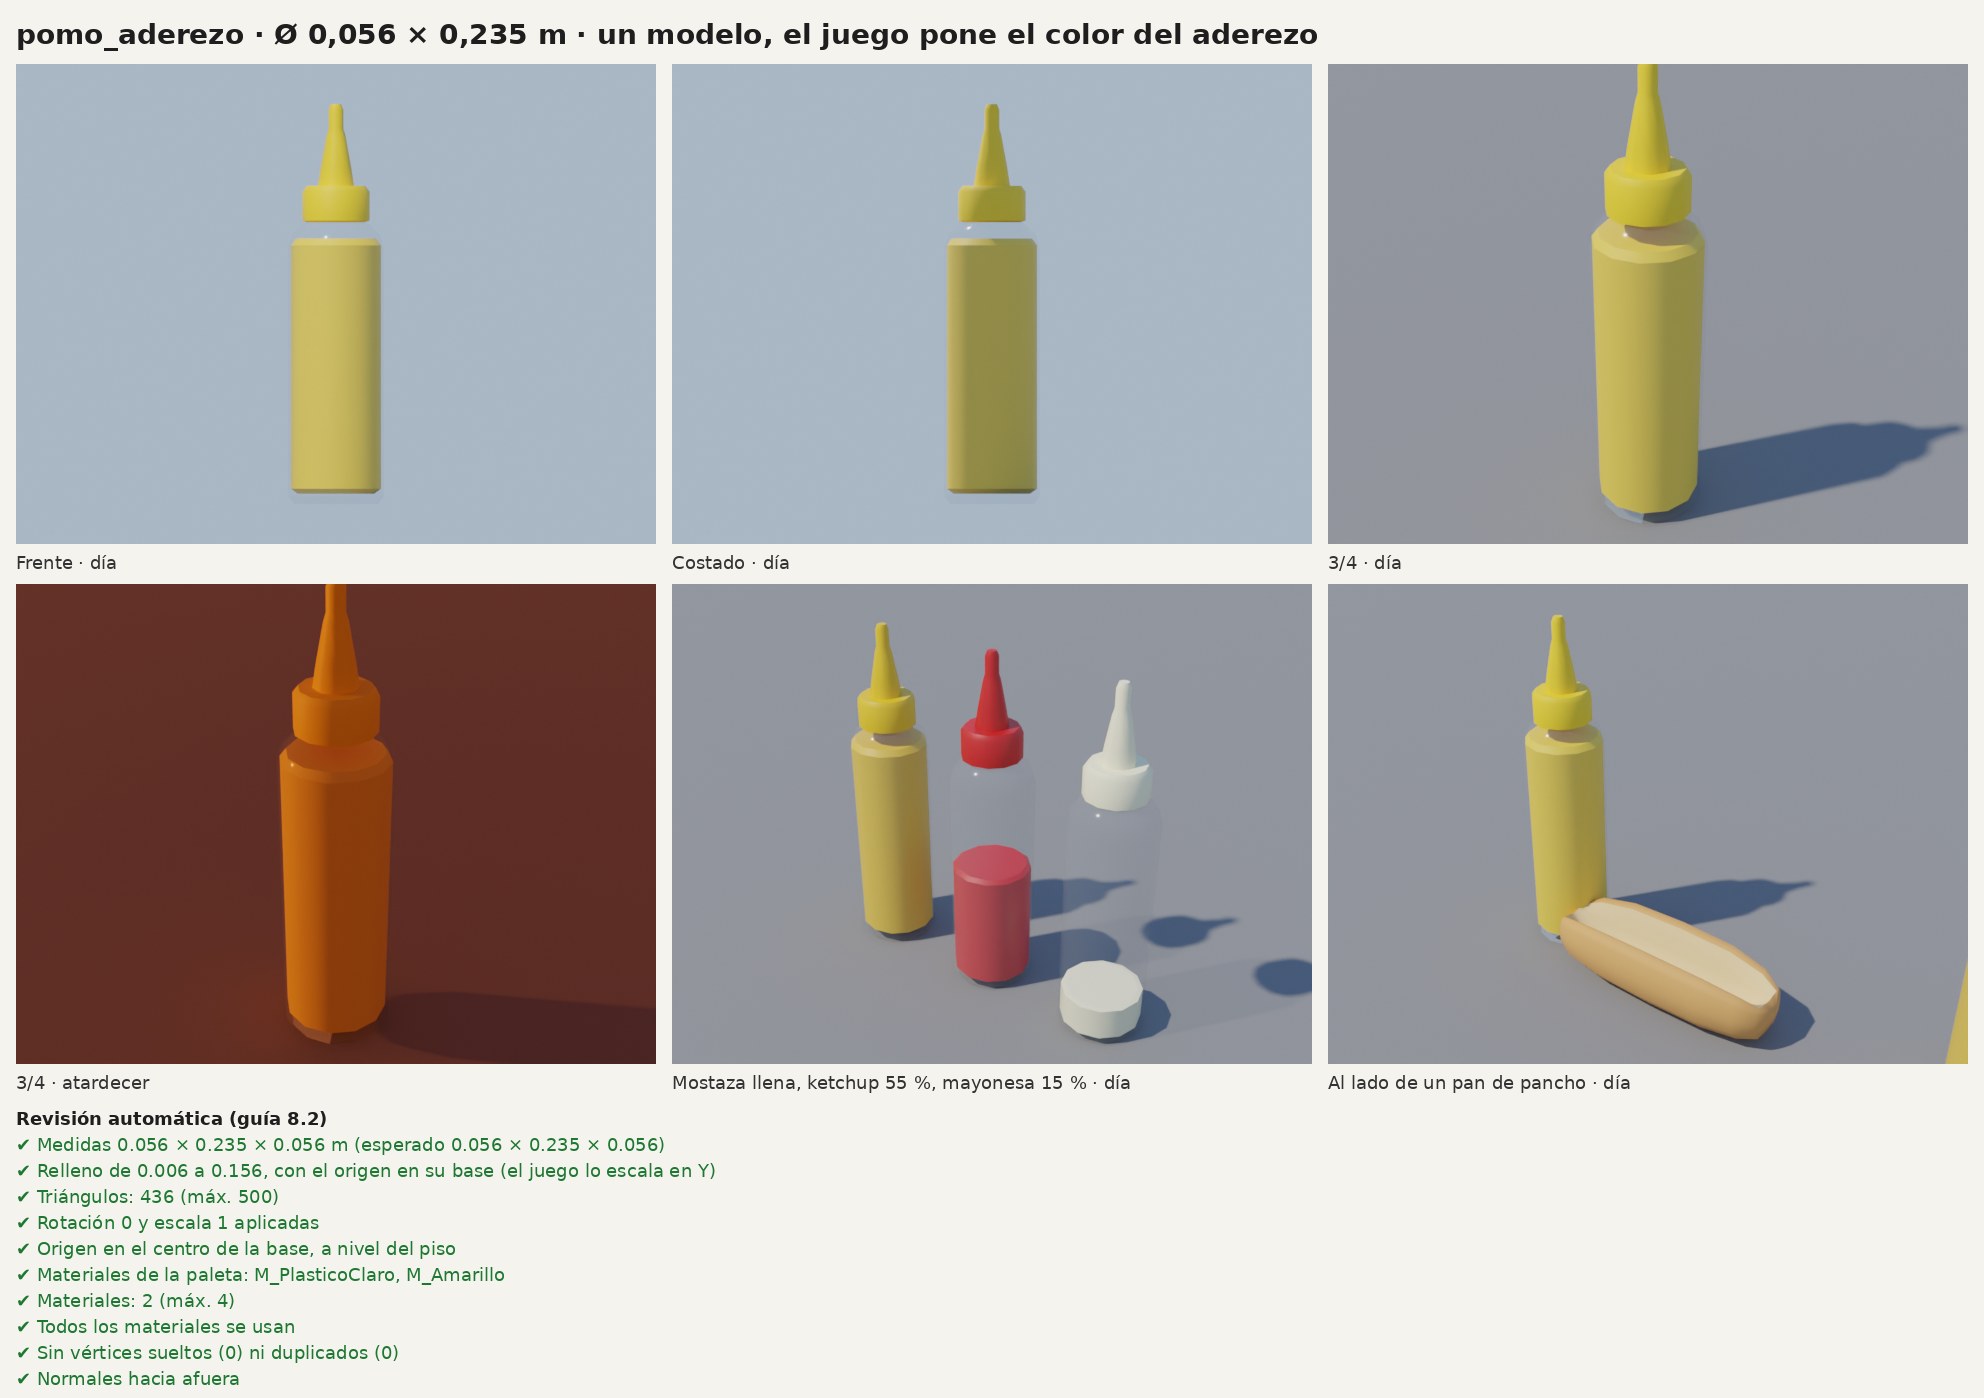 pomo_aderezo · Ø 0,056 × 0,235 m · un modelo, el juego pone el color del aderezo
Frente · día
Costado · día
3/4 · día
3/4 · atardecer
Mostaza llena, ketchup 55 %, mayonesa 15 % · día
Al lado de un pan de pancho · día
Revisión automática (guía 8.2)
✔ Medidas 0.056 × 0.235 × 0.056 m (esperado 0.056 × 0.235 × 0.056)
✔ Relleno de 0.006 a 0.156, con el origen en su base (el juego lo escala en Y)
✔ Triángulos: 436 (máx. 500)
✔ Rotación 0 y escala 1 aplicadas
✔ Origen en el centro de la base, a nivel del piso
✔ Materiales de la paleta: M_PlasticoClaro, M_Amarillo
✔ Materiales: 2 (máx. 4)
✔ Todos los materiales se usan
✔ Sin vértices sueltos (0) ni duplicados (0)
✔ Normales hacia afuera